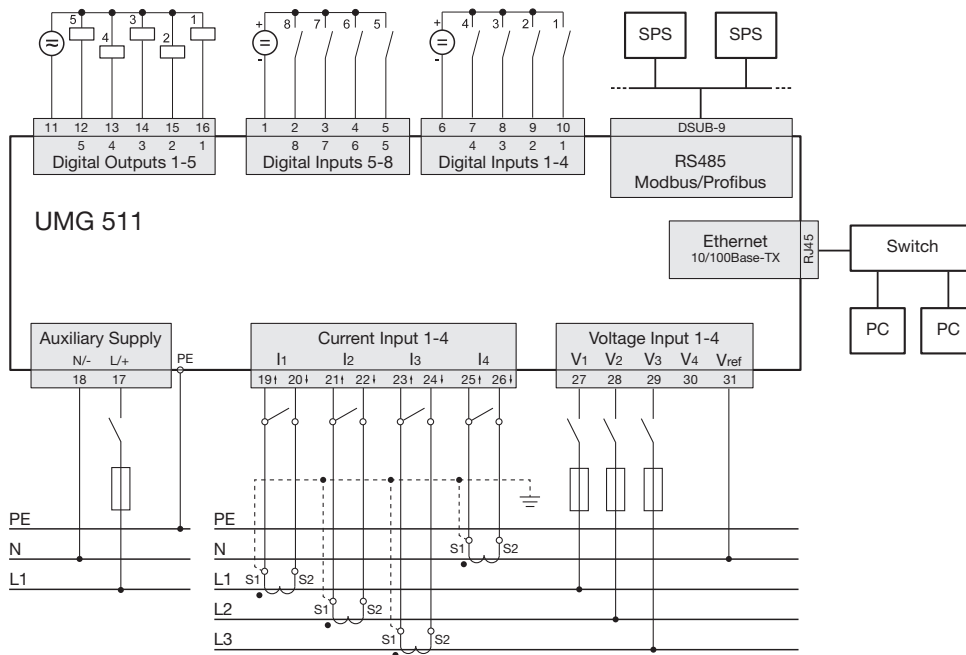 5 3 1
4 2
+ 8 7 6 5
-
+ 4 3 2 1
-
SPS SPS
11 12 13 14 15 16
5 4 3 2 1
Digital Outputs 1-5
1 2 3 4 5
8 7 6 5
Digital Inputs 5-8
6 7 8 9 10
4 3 2 1
Digital Inputs 1-4
DSUB-9
RS485
Modbus/Profibus
UMG 511
Ethernet
10/100Base-TX
RJ45
Switch
PC PC
Auxiliary Supply
N/- L/+
18 17
PE
Current Input 1-4
I1 I2 I3 I4
19 20 21 22 23 24 25 26
Voltage Input 1-4
V1 V2 V3 V4 Vref
27 28 29 30 31
PE
N
L1
PE
N
L1
L2
L3
S1 S2
S1 S2
S1 S2
S1 S2